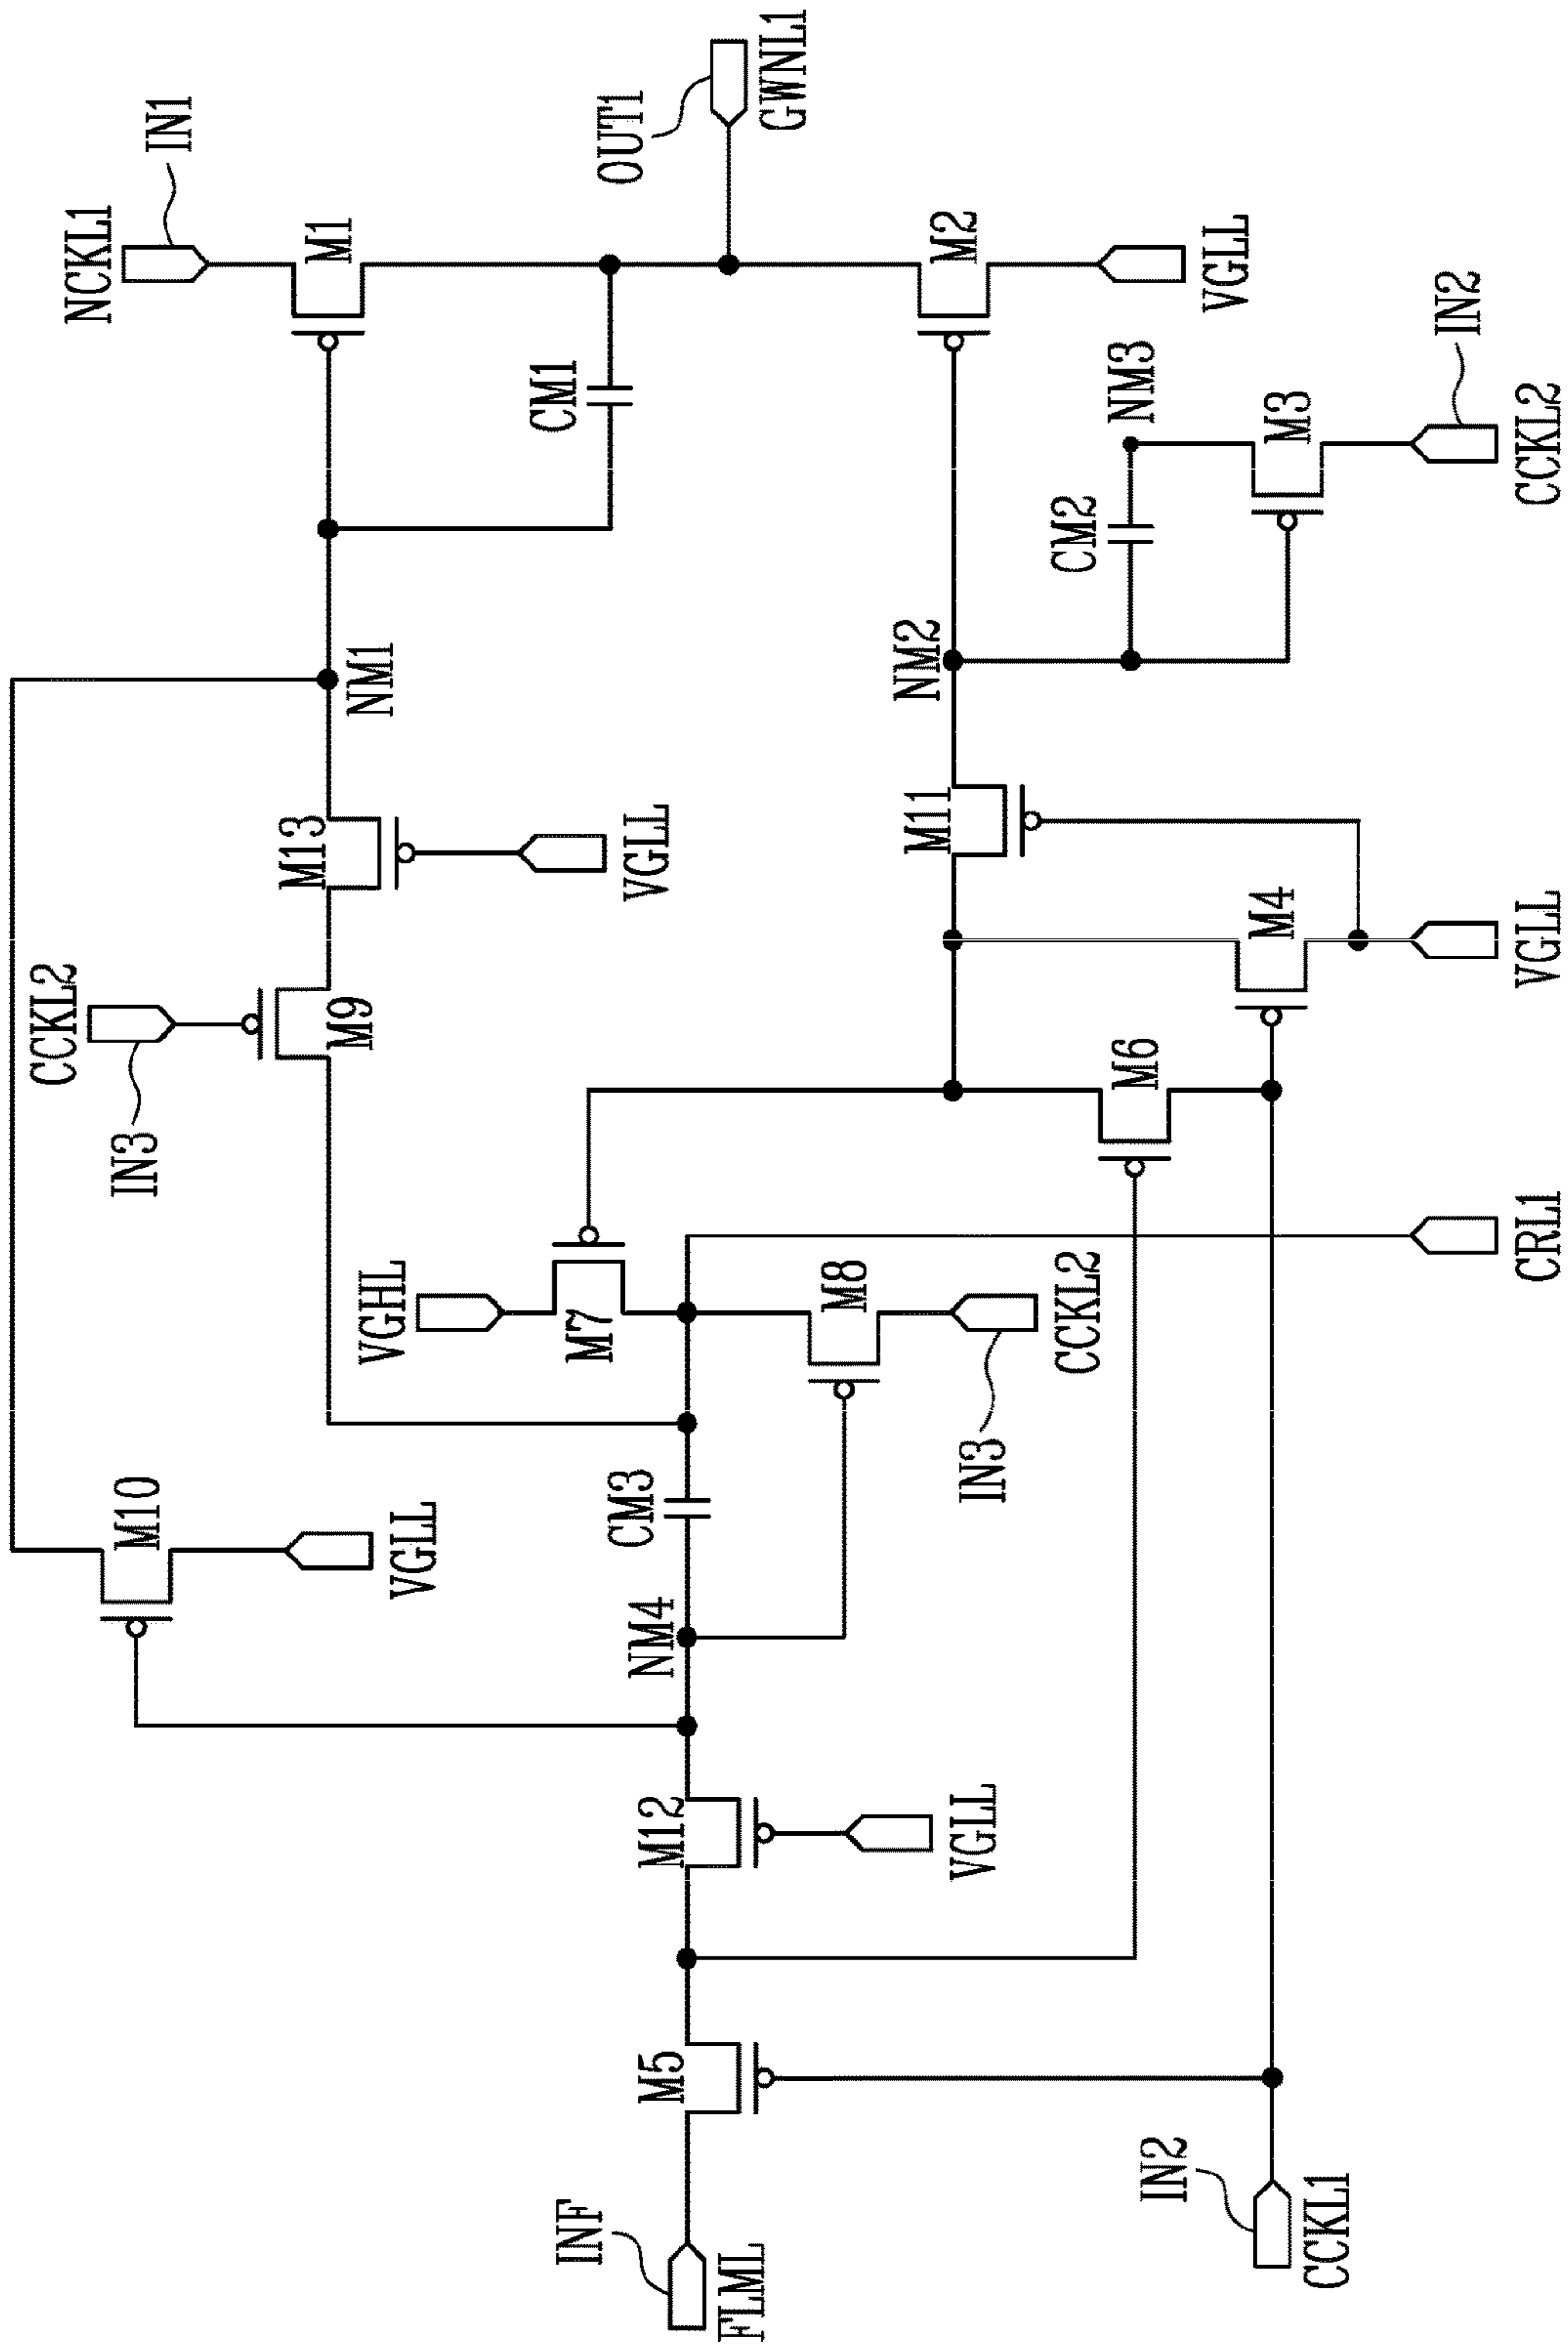 NCKL1
IN1
M1
OUT1
GWNL1
CM1
M2
VGLL
NM3
M3
IN2
CCKL2
CM2
NM1
NM2
M13
VGLL
M11
CCKL2
IN3
M9
M4
VGLL
M6
VGHL
M7
M8
CCKL2
IN3
CRL1
M10
VGLL
CM3
NM4
M12
VGLL
M5
INF
FLML
IN2
CCKL1